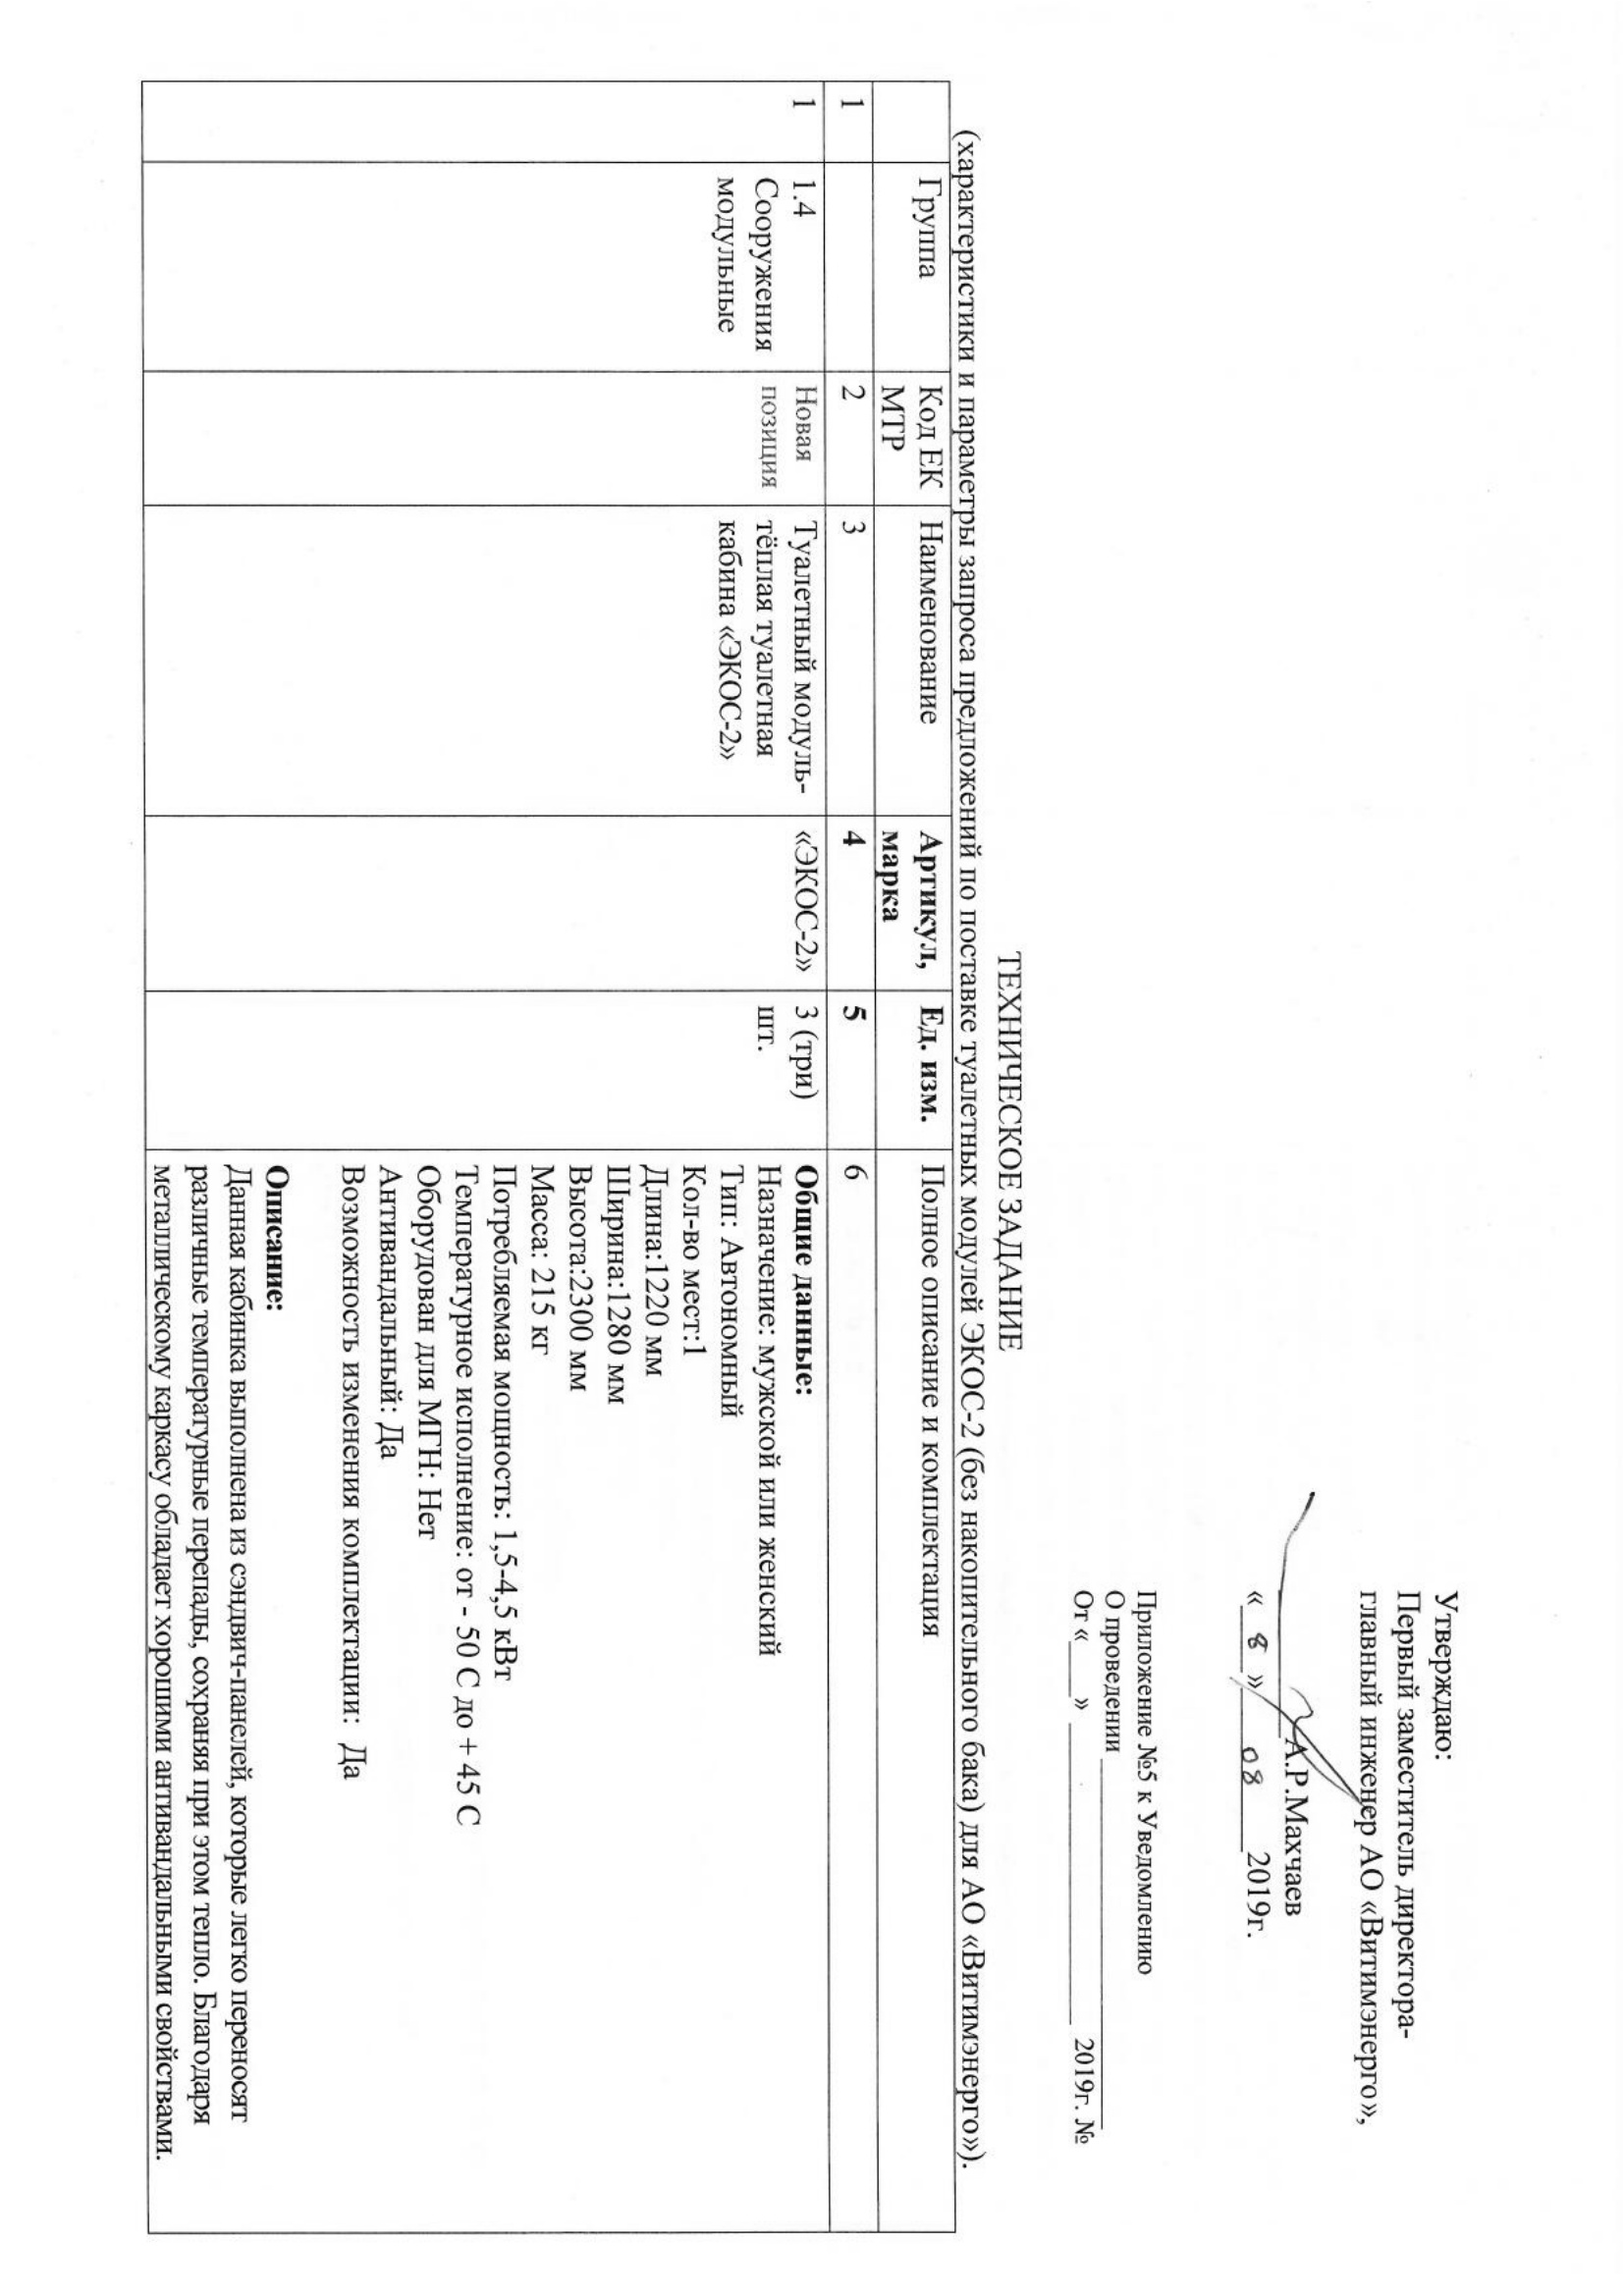 Утверждаю:
Первый заместитель директора-
главный инженер АО «Витимэнерго»,
А.Р.Махчаев
« 8 » 08 2019г.
Приложение №5 к Уведомлению
О проведении
От «    »    2019г. №
ТЕХНИЧЕСКОЕ ЗАДАНИЕ
(характеристики и параметры запроса предложений по поставке туалетных модулей ЭКОС-2 (без накопительного бака) для АО «Витимэнерго»).
Группа
Код ЕК
МТР
Наименование
Артикул,
марка
Ед. изм.
Полное описание и комплектация
1 2 3 4 5 6
1
1.4
Сооружения
модульные
Новая
позиция
Туалетный модуль-
тёплая туалетная
кабина «ЭКОС-2»
«ЭКОС-2»
3 (три)
шт.
Общие данные:
Назначение: мужской или женский
Тип: Автономный
Кол-во мест:1
Длина:1220 мм
Ширина:1280 мм
Высота:2300 мм
Масса: 215 кг
Потребляемая мощность: 1,5-4,5 кВт
Температурное исполнение: от - 50 С до + 45 С
Оборудован для МГН: Нет
Антивандальный: Да
Возможность изменения комплектации: Да
Описание:
Данная кабинка выполнена из сэндвич-панелей, которые легко переносят
различные температурные перепады, сохраняя при этом тепло. Благодаря
металлическому каркасу обладает хорошими антивандальными свойствами.